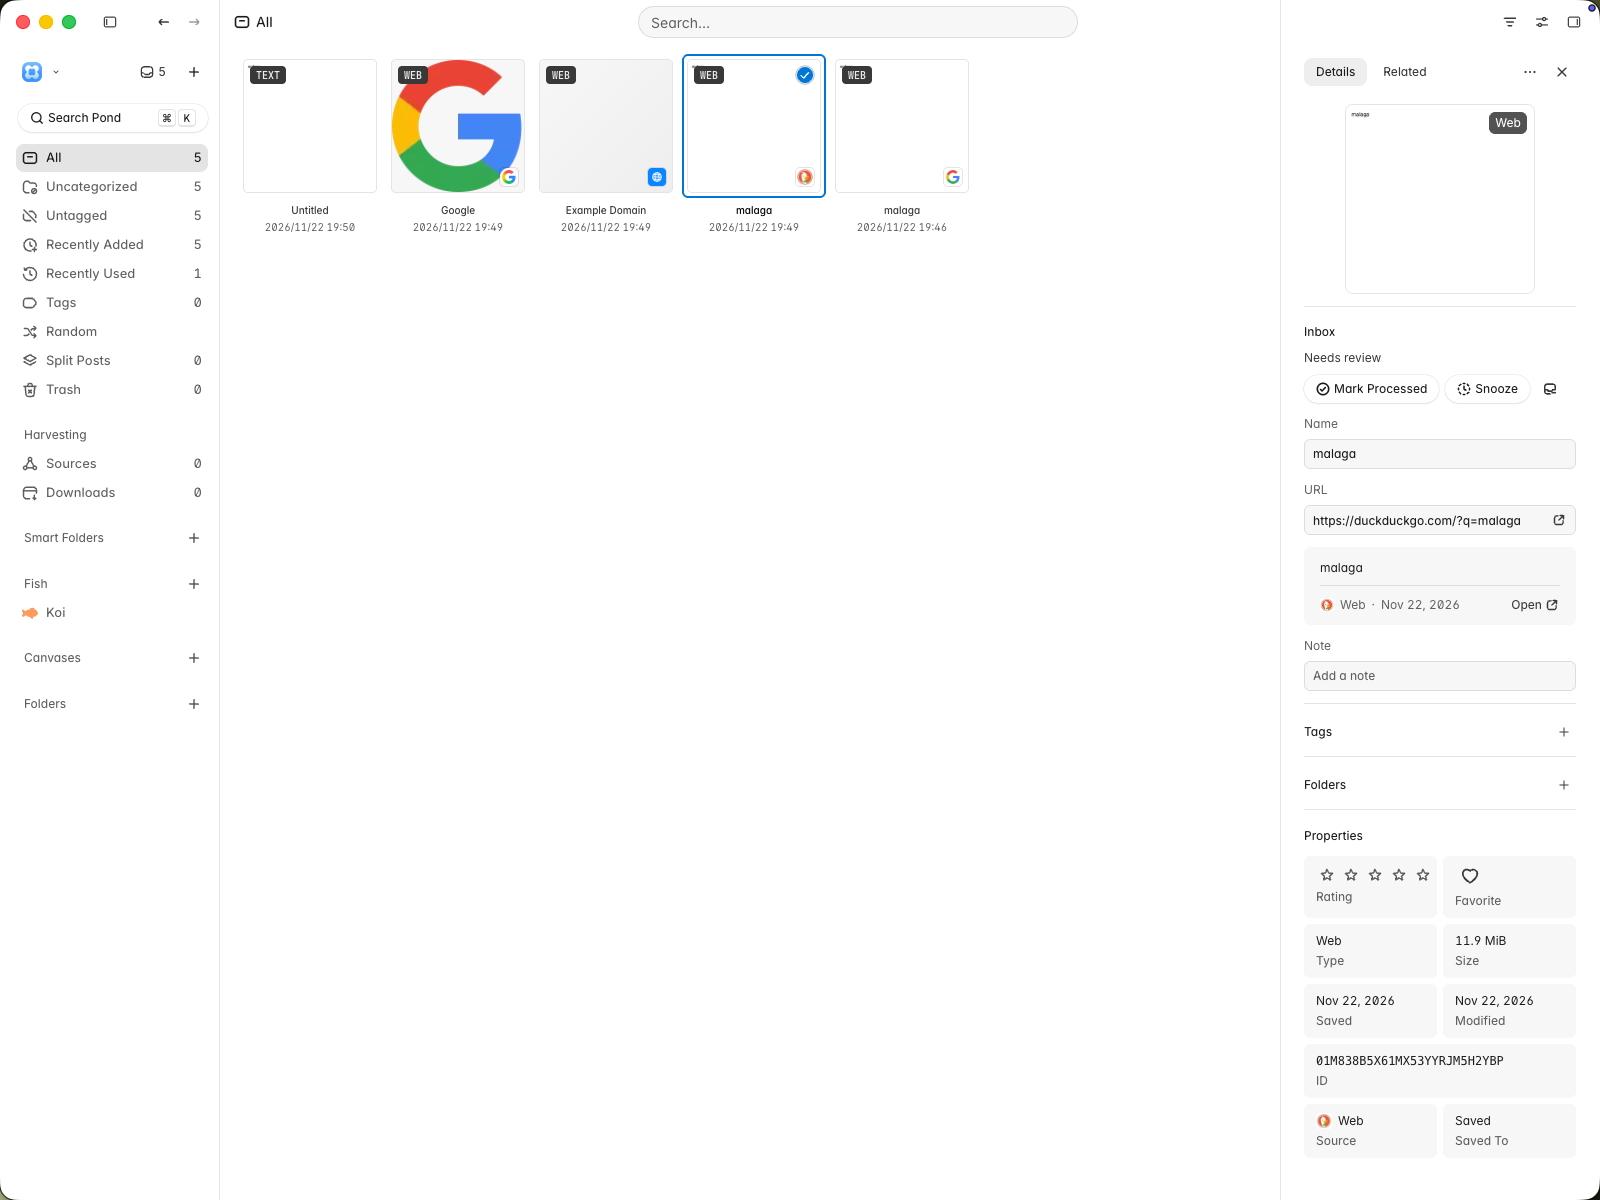 All
Search...
5
Search Pond ⌘ K
All 5
Uncategorized 5
Untagged 5
Recently Added 5
Recently Used 1
Tags 0
Random
Split Posts 0
Trash 0
Harvesting
Sources 0
Downloads 0
Smart Folders
Fish
Koi
Canvases
Folders
TEXT
Untitled
2026/11/22 19:50
WEB
Google
2026/11/22 19:49
WEB
Example Domain
2026/11/22 19:49
WEB
malaga
2026/11/22 19:49
WEB
malaga
2026/11/22 19:46
Details Related
malaga
Web
Inbox
Needs review
Mark Processed Snooze
Name
malaga
URL
https://duckduckgo.com/?q=malaga
malaga
Web · Nov 22, 2026 Open
Note
Add a note
Tags
Folders
Properties
Rating
Favorite
Web
Type
11.9 MiB
Size
Nov 22, 2026
Saved
Nov 22, 2026
Modified
01M838B5X61MX53YYRJM5H2YBP
ID
Web
Source
Saved
Saved To